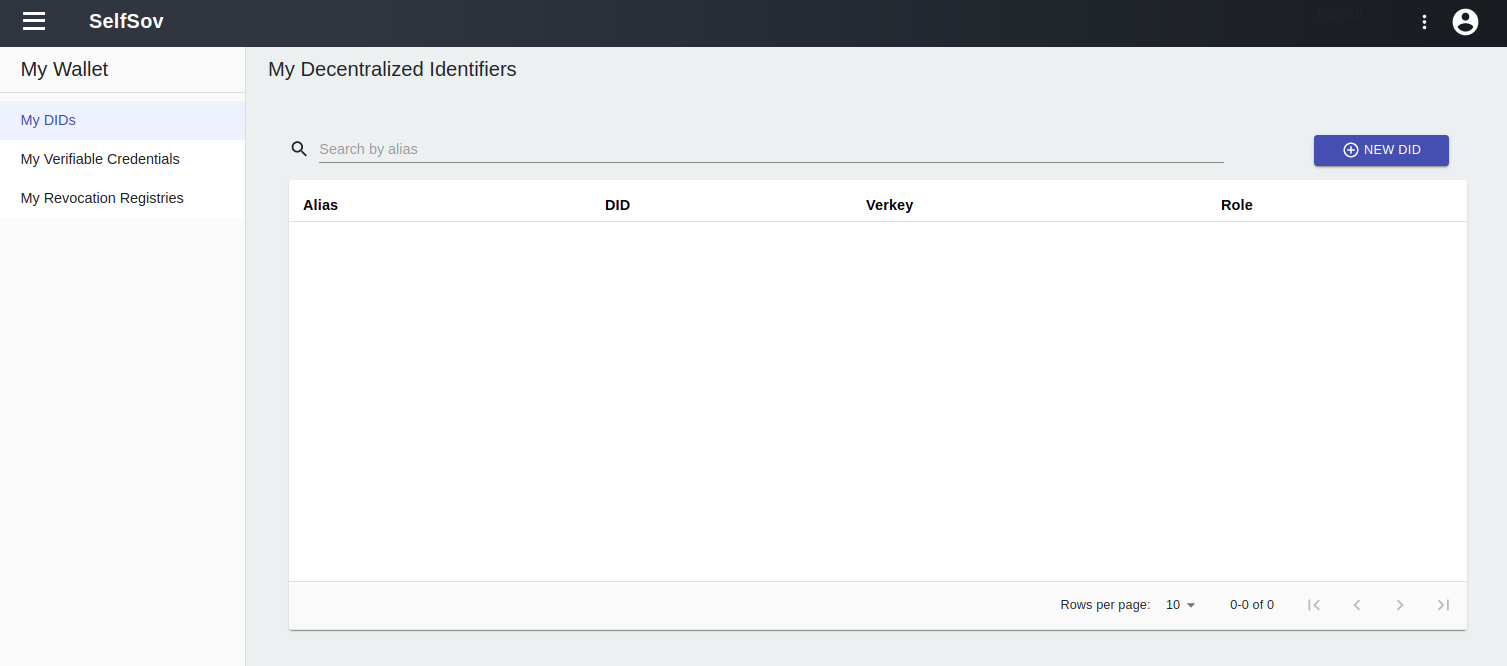 SelfSov
Logout
My Wallet
My Decentralized Identifiers
My DIDs
My Verifiable Credentials
My Revocation Registries
Search by alias
NEW DID
Alias DID Verkey Role
Rows per page: 10 0-0 of 0